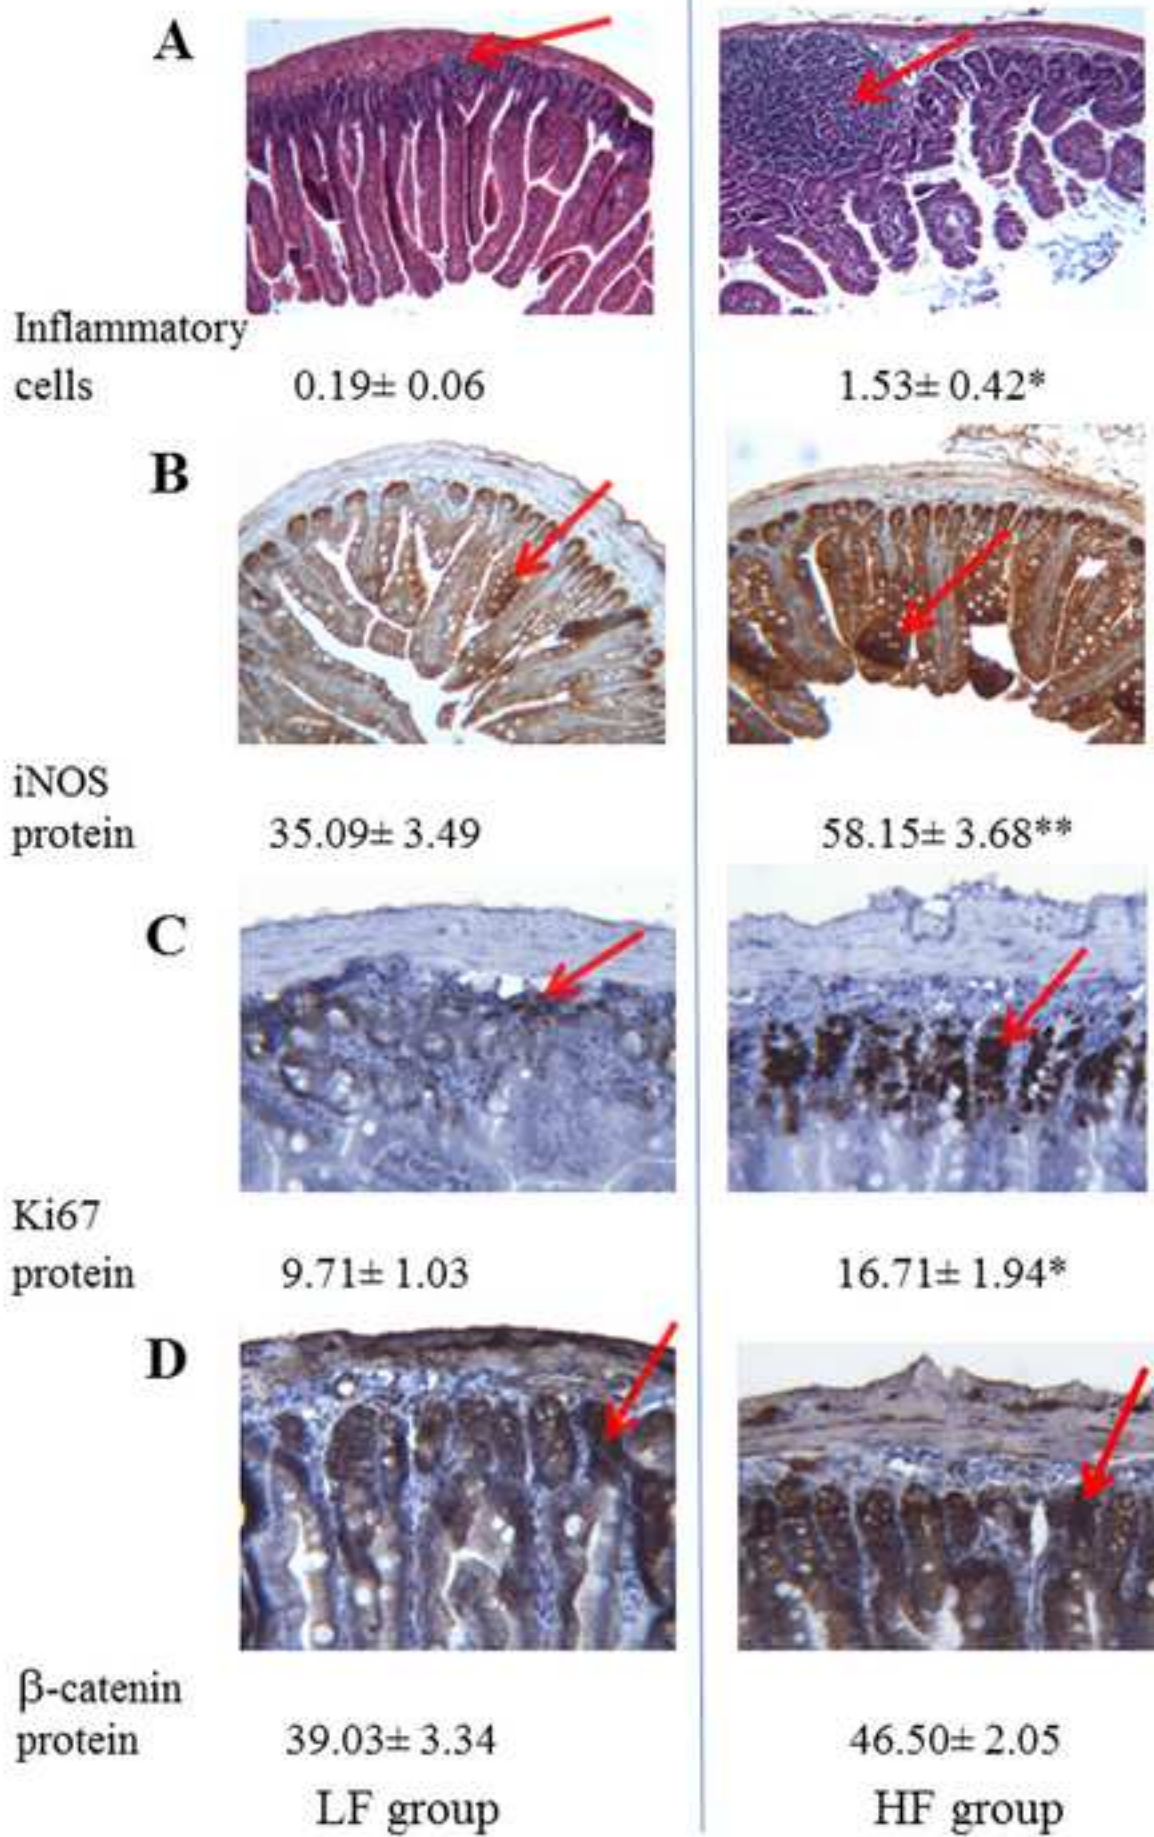 A
Inflammatory
cells
0.19± 0.06
1.53± 0.42*
B
iNOS
protein
35.09± 3.49
58.15± 3.68**
C
Ki67
protein
9.71± 1.03
16.71± 1.94*
D
β-catenin
protein
39.03± 3.34
46.50± 2.05
LF group
HF group